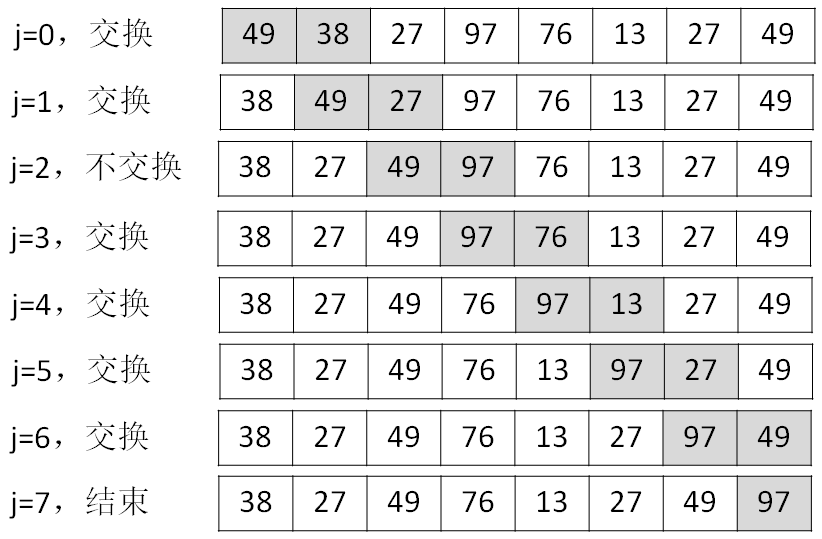 j=0，交换 49 38 27 97 76 13 27 49
j=1，交换 38 49 27 97 76 13 27 49
j=2，不交换 38 27 49 97 76 13 27 49
j=3，交换 38 27 49 97 76 13 27 49
j=4，交换 38 27 49 76 97 13 27 49
j=5，交换 38 27 49 76 13 97 27 49
j=6，交换 38 27 49 76 13 27 97 49
j=7，结束 38 27 49 76 13 27 49 97